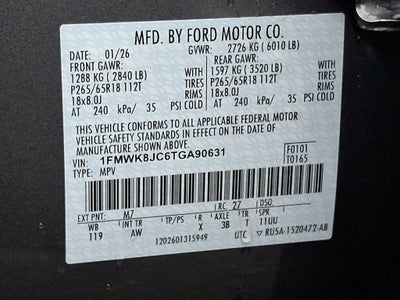 MFD. BY FORD MOTOR CO.
DATE: 01/26 GVWR: 2726 KG ( 6010 LB)
FRONT GAWR: REAR GAWR:
1288 KG ( 2840 LB) WITH 1597 KG ( 3520 LB) WITH
P265/65R18 112T TIRES P265/65R18 112T TIRES
18x8.0J RIMS 18x8.0J RIMS
AT 240 kPa/ 35 PSI COLD AT 240 kPa/ 35 PSI COLD
THIS VEHICLE CONFORMS TO ALL APPLICABLE FEDERAL MOTOR
VEHICLE SAFETY STANDARDS IN EFFECT ON THE DATE OF MANUFACTURE
SHOWN ABOVE.
VIN: 1FMWK8JC6TGA90631 F0101
TYPE: MPV T0165
EXT PNT: M7 RC: 27 DSO:
WB INT TR TP/PS R AXLE TR SPR
119 AW X 3B T 11UU
1202601315949 UTC RU5A-1520472-AB